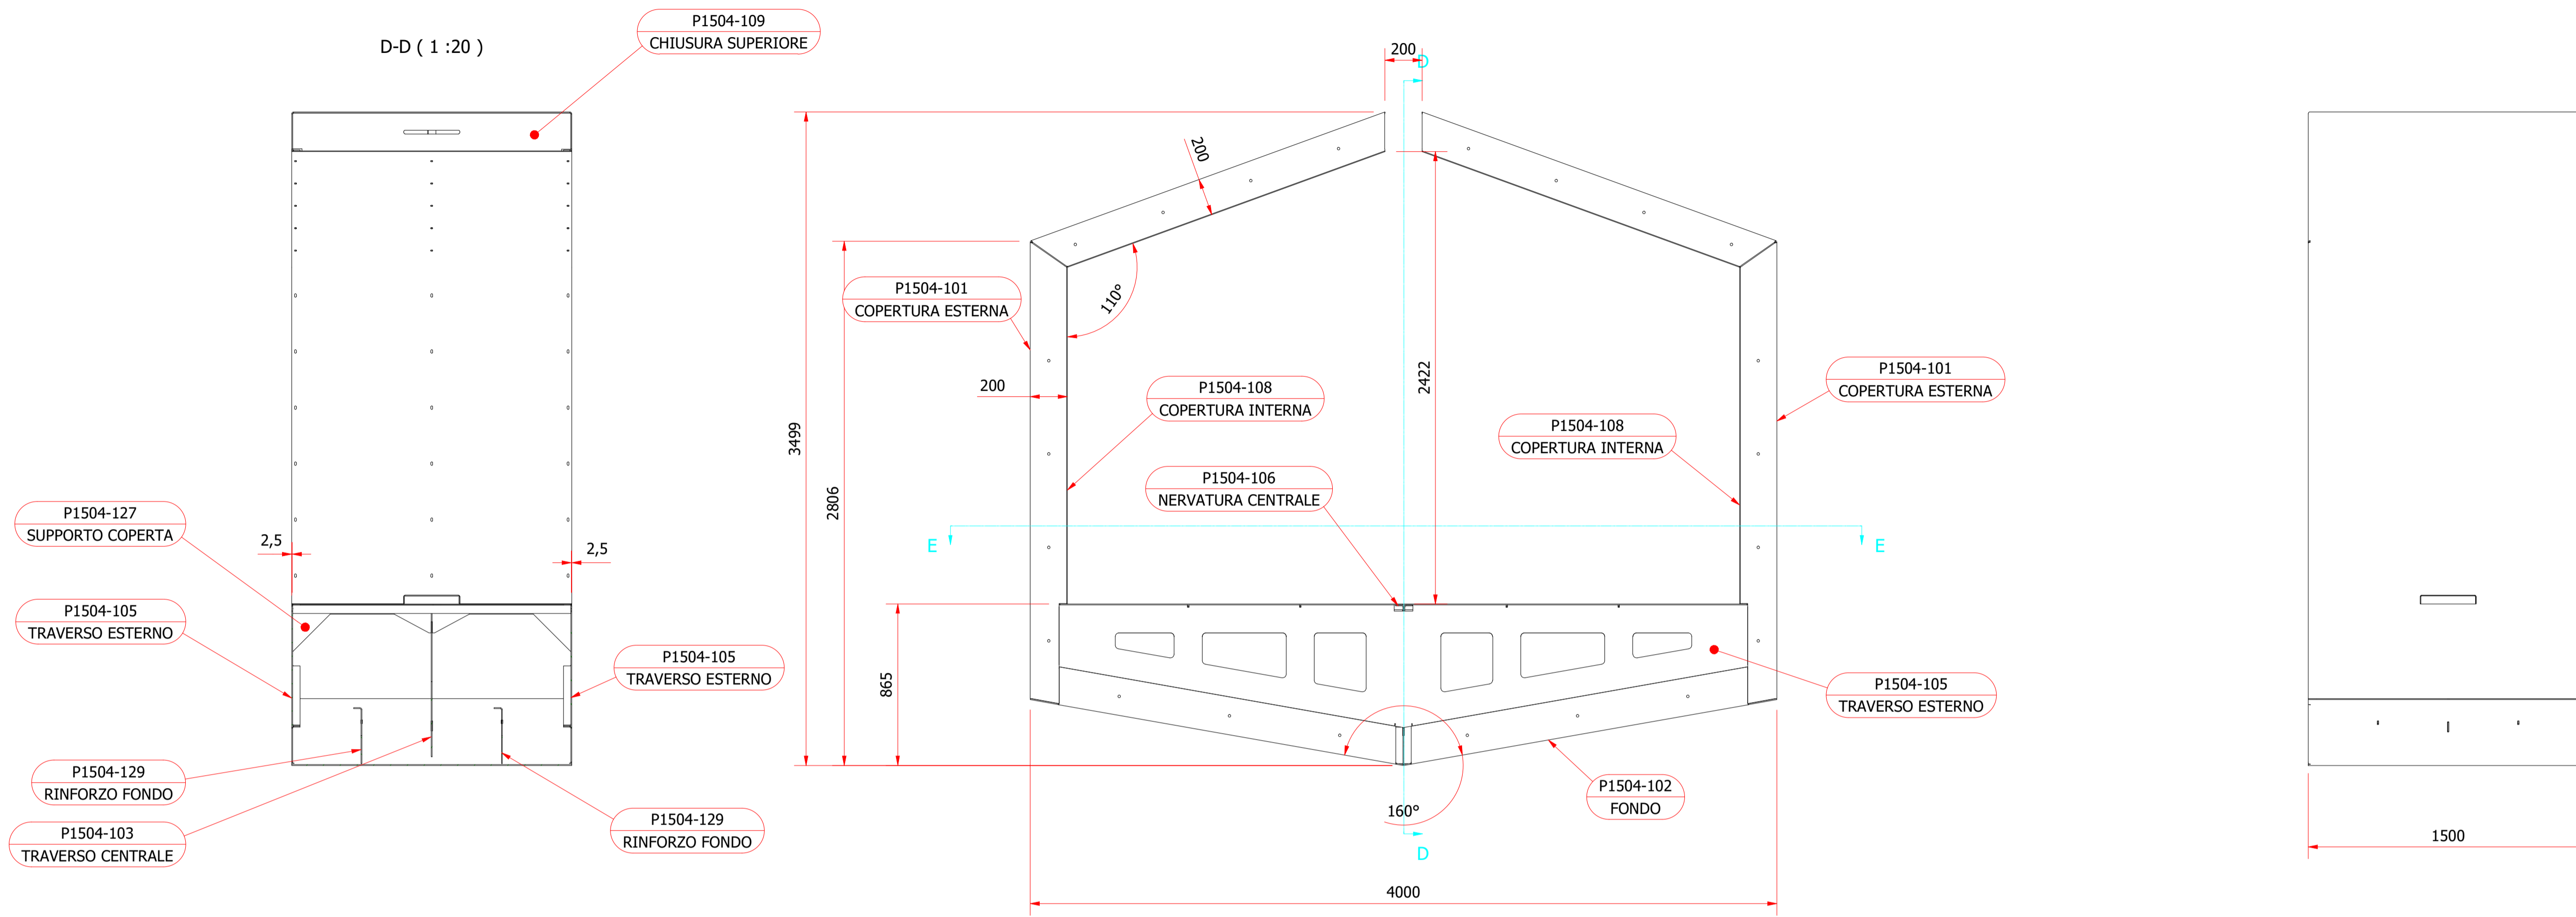 D-D ( 1 :20 )
P1504-109
CHIUSURA SUPERIORE
P1504-127
SUPPORTO COPERTA
2,5
2,5
P1504-105
TRAVERSO ESTERNO
P1504-105
TRAVERSO ESTERNO
P1504-129
RINFORZO FONDO
P1504-103
TRAVERSO CENTRALE
P1504-129
RINFORZO FONDO
200
D
200
110°
P1504-101
COPERTURA ESTERNA
200
P1504-108
COPERTURA INTERNA
2422
P1504-101
COPERTURA ESTERNA
P1504-108
COPERTURA INTERNA
3499
2806
P1504-106
NERVATURA CENTRALE
E
E
865
P1504-105
TRAVERSO ESTERNO
P1504-102
FONDO
160°
D
4000
1500